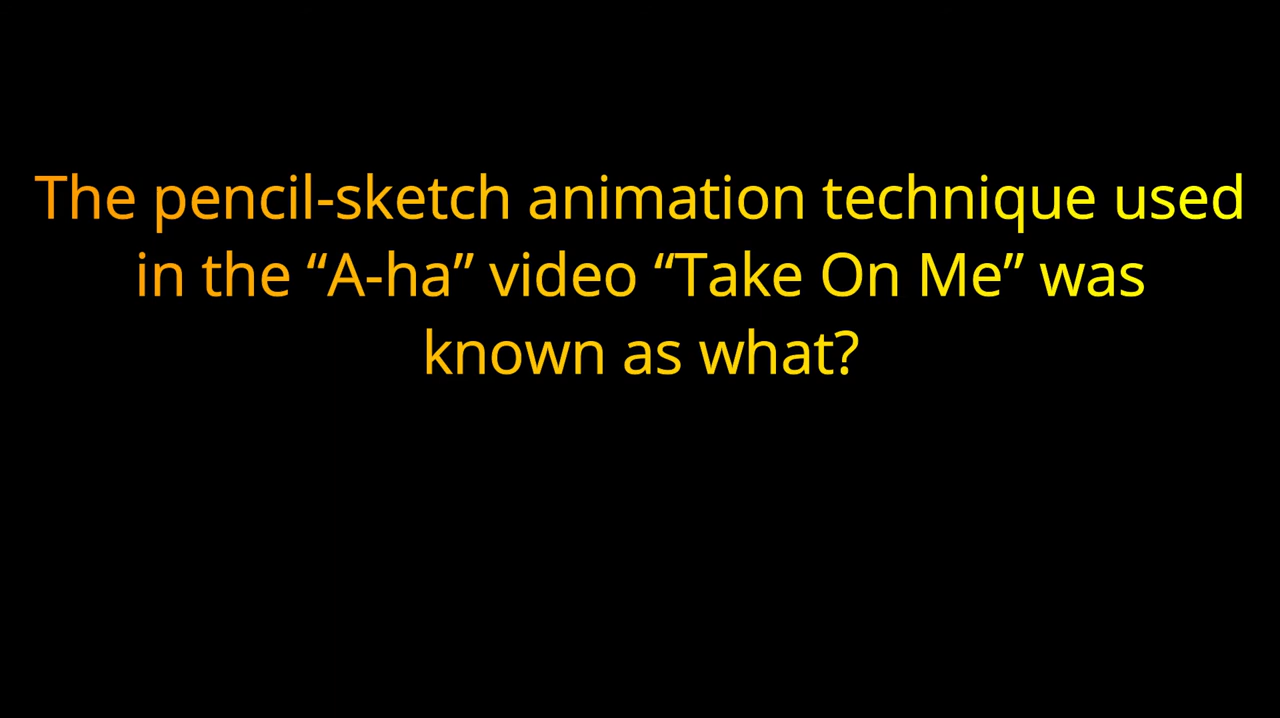 The pencil-sketch animation technique used
in the “A-ha” video “Take On Me” was
known as what?